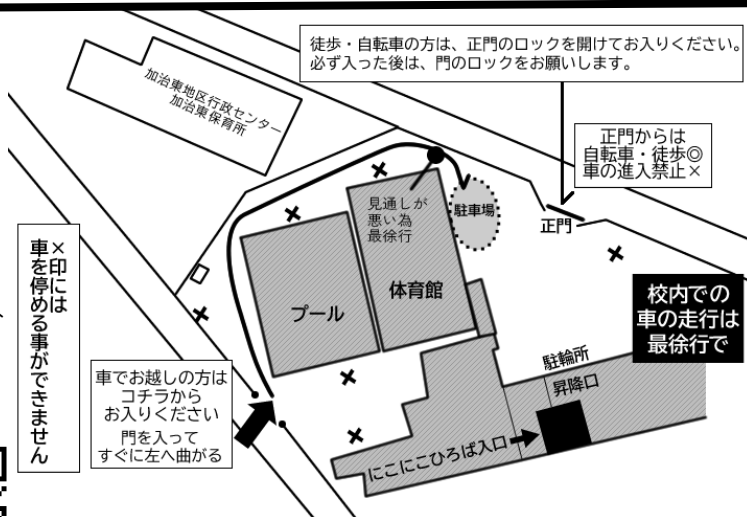 徒歩・自転車の方は、正門のロックを開けてお入りください。
必ず入った後は、門のロックをお願いします。
加治東地区行政センター
加治東保育所
正門からは
自転車・徒歩◎
車の進入禁止×
見通しが
悪い為
最徐行
駐車場
正門
×印には
車を停める事ができません
プール
体育館
校内での
車の走行は
最徐行で
車でお越しの方は
コチラから
お入りください
門を入って
すぐに左へ曲がる
駐輪所
昇降口
にこにこひろば入口